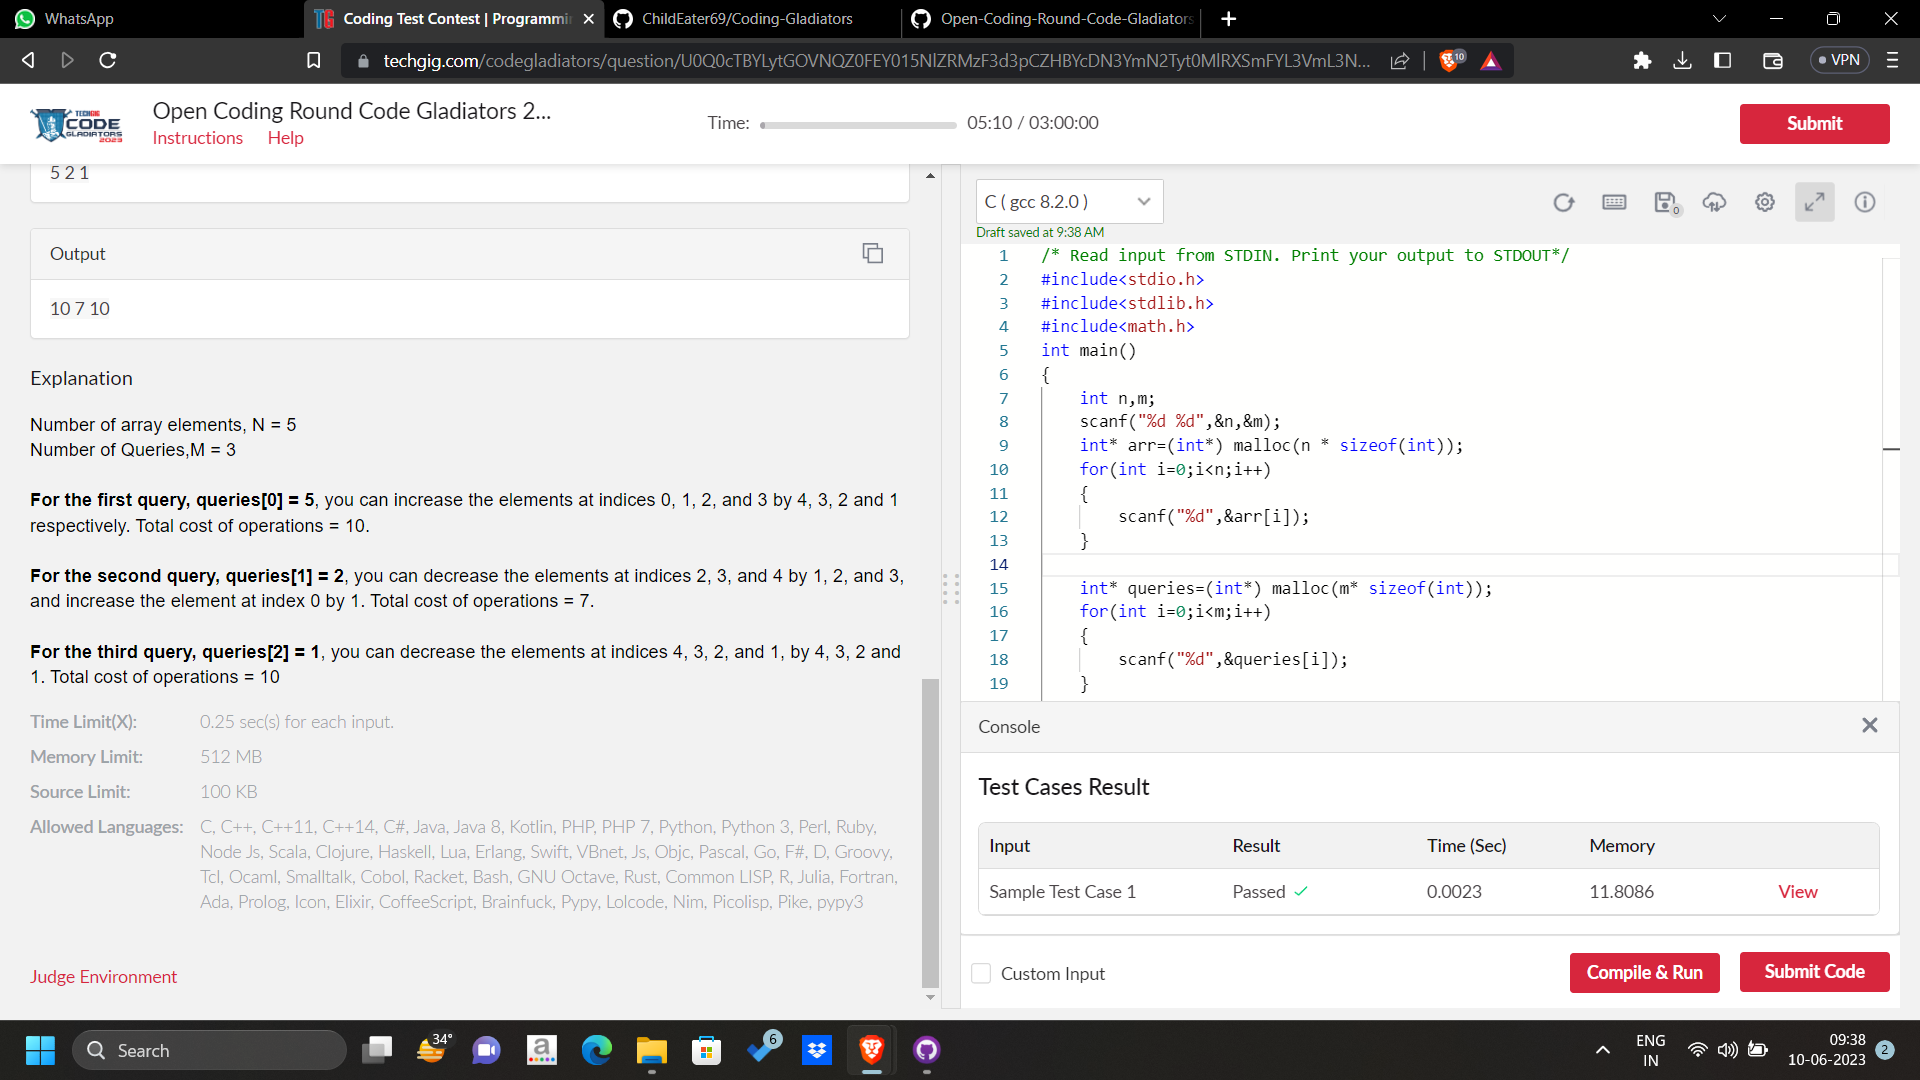 WhatsApp
TG Coding Test Contest | Programmi
ChildEater69/Coding-Gladiators
Open-Coding-Round-Code-Gladiators
techgig.com/codegladiators/question/U0Q0cTBYLytGOVNQZ0FEY015NlZRMzF3d3pCZHBYcDN3YmN2Tyt0MlRXSmFYL3VmL3N...
10
VPN
TECHGIG
CODE
GLADIATORS
2023
Open Coding Round Code Gladiators 2...
Instructions Help
Time: 05:10 / 03:00:00
Submit
5 2 1
Output
10 7 10
Explanation
Number of array elements, N = 5
Number of Queries,M = 3
For the first query, queries[0] = 5, you can increase the elements at indices 0, 1, 2, and 3 by 4, 3, 2 and 1
respectively. Total cost of operations = 10.
For the second query, queries[1] = 2, you can decrease the elements at indices 2, 3, and 4 by 1, 2, and 3,
and increase the element at index 0 by 1. Total cost of operations = 7.
For the third query, queries[2] = 1, you can decrease the elements at indices 4, 3, 2, and 1, by 4, 3, 2 and
1. Total cost of operations = 10
Time Limit(X): 0.25 sec(s) for each input.
Memory Limit: 512 MB
Source Limit: 100 KB
Allowed Languages: C, C++, C++11, C++14, C#, Java, Java 8, Kotlin, PHP, PHP 7, Python, Python 3, Perl, Ruby,
Node Js, Scala, Clojure, Haskell, Lua, Erlang, Swift, VBnet, Js, Objc, Pascal, Go, F#, D, Groovy,
Tcl, Ocaml, Smalltalk, Cobol, Racket, Bash, GNU Octave, Rust, Common LISP, R, Julia, Fortran,
Ada, Prolog, Icon, Elixir, CoffeeScript, Brainfuck, Pypy, Lolcode, Nim, Picolisp, Pike, pypy3
Judge Environment
C ( gcc 8.2.0 )
0
Draft saved at 9:38 AM
1 /* Read input from STDIN. Print your output to STDOUT*/
2 #include<stdio.h>
3 #include<stdlib.h>
4 #include<math.h>
5 int main()
6 {
7 int n,m;
8 scanf("%d %d",&n,&m);
9 int* arr=(int*) malloc(n * sizeof(int));
10 for(int i=0;i<n;i++)
11 {
12 scanf("%d",&arr[i]);
13 }
14
15 int* queries=(int*) malloc(m* sizeof(int));
16 for(int i=0;i<m;i++)
17 {
18 scanf("%d",&queries[i]);
19 }
Console
Test Cases Result
Input Result Time (Sec) Memory
Sample Test Case 1 Passed 0.0023 11.8086 View
Custom Input
Compile & Run
Submit Code
Search
34°
a
6
ENG
IN
09:38
10-06-2023
2